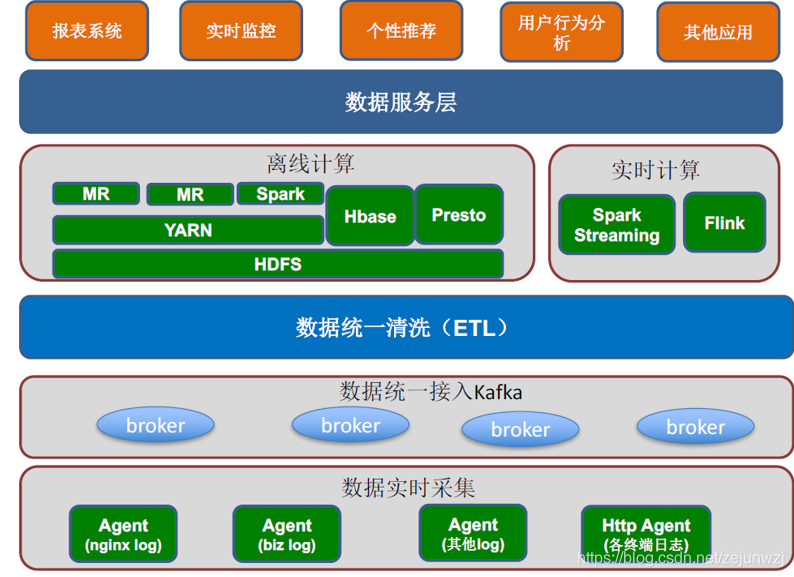 报表系统
实时监控
个性推荐
用户行为分
析
其他应用
数据服务层
离线计算
MR
MR
Spark
YARN
Hbase
Presto
HDFS
实时计算
Spark
Streaming
Flink
数据统一清洗（ETL）
数据统一接入Kafka
broker
broker
broker
broker
数据实时采集
Agent
(nginx log)
Agent
(biz log)
Agent
(其他log)
Http Agent
(各终端日志)
https://blog.csdn.net/zejunwzj